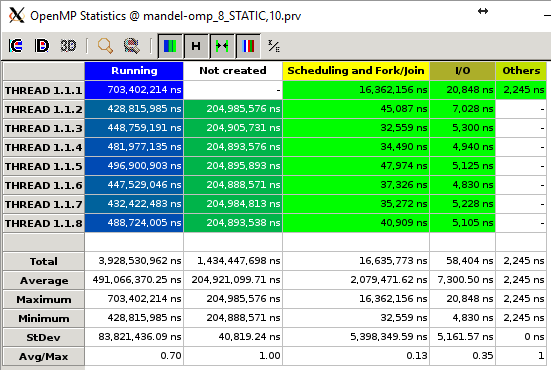 OpenMP Statistics @ mandel-omp_8_STATIC,10.prv
3D H
Running Not created Scheduling and Fork/Join I/O Others
THREAD 1.1.1 703,402,214 ns - 16,362,156 ns 20,848 ns 2,245 ns
THREAD 1.1.2 428,815,985 ns 204,985,576 ns 45,087 ns 7,028 ns -
THREAD 1.1.3 448,759,191 ns 204,905,731 ns 32,559 ns 5,300 ns -
THREAD 1.1.4 481,977,135 ns 204,893,576 ns 34,490 ns 4,940 ns -
THREAD 1.1.5 496,900,903 ns 204,895,893 ns 47,974 ns 5,125 ns -
THREAD 1.1.6 447,529,046 ns 204,888,571 ns 37,326 ns 4,830 ns -
THREAD 1.1.7 432,422,483 ns 204,984,813 ns 35,272 ns 5,228 ns -
THREAD 1.1.8 488,724,005 ns 204,893,538 ns 40,909 ns 5,105 ns -
Total 3,928,530,962 ns 1,434,447,698 ns 16,635,773 ns 58,404 ns 2,245 ns
Average 491,066,370.25 ns 204,921,099.71 ns 2,079,471.62 ns 7,300.50 ns 2,245 ns
Maximum 703,402,214 ns 204,985,576 ns 16,362,156 ns 20,848 ns 2,245 ns
Minimum 428,815,985 ns 204,888,571 ns 32,559 ns 4,830 ns 2,245 ns
StDev 83,821,436.09 ns 40,819.24 ns 5,398,349.59 ns 5,161.57 ns 0 ns
Avg/Max 0.70 1.00 0.13 0.35 1